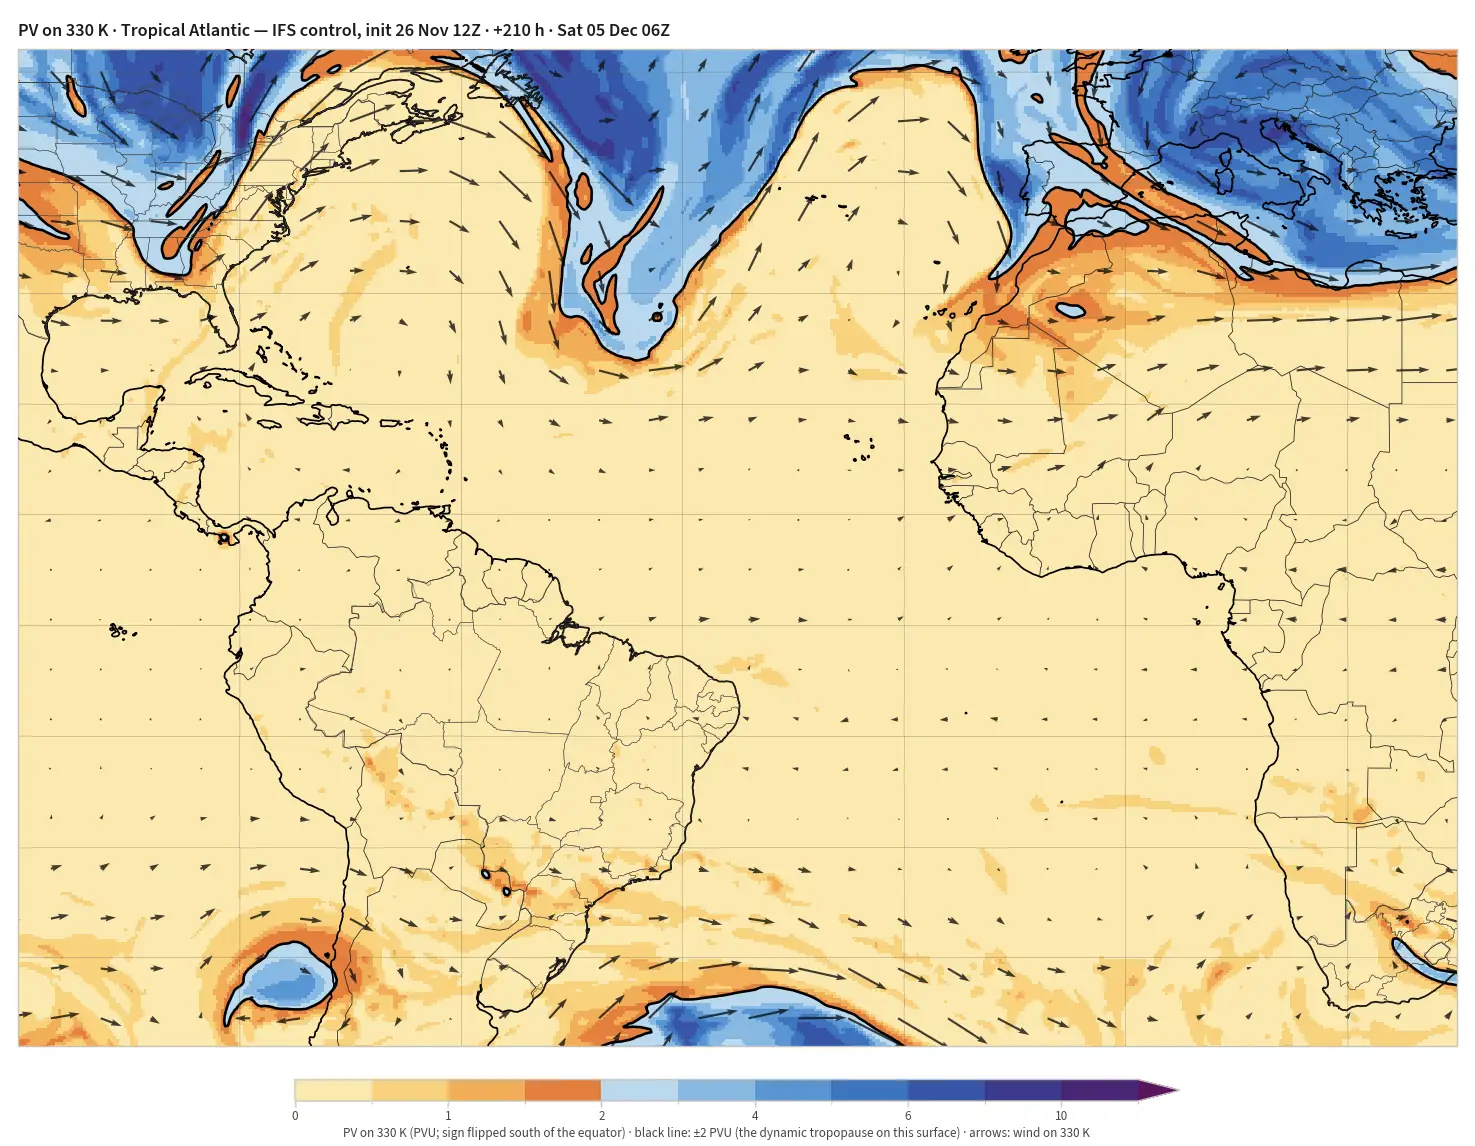 PV on 330 K · Tropical Atlantic — IFS control, init 26 Nov 12Z · +210 h · Sat 05 Dec 06Z
0 1 2 4 6 8 10
PV on 330 K (PVU; sign flipped south of the equator) · black line: ±2 PVU (the dynamic tropopause on this surface) · arrows: wind on 330 K